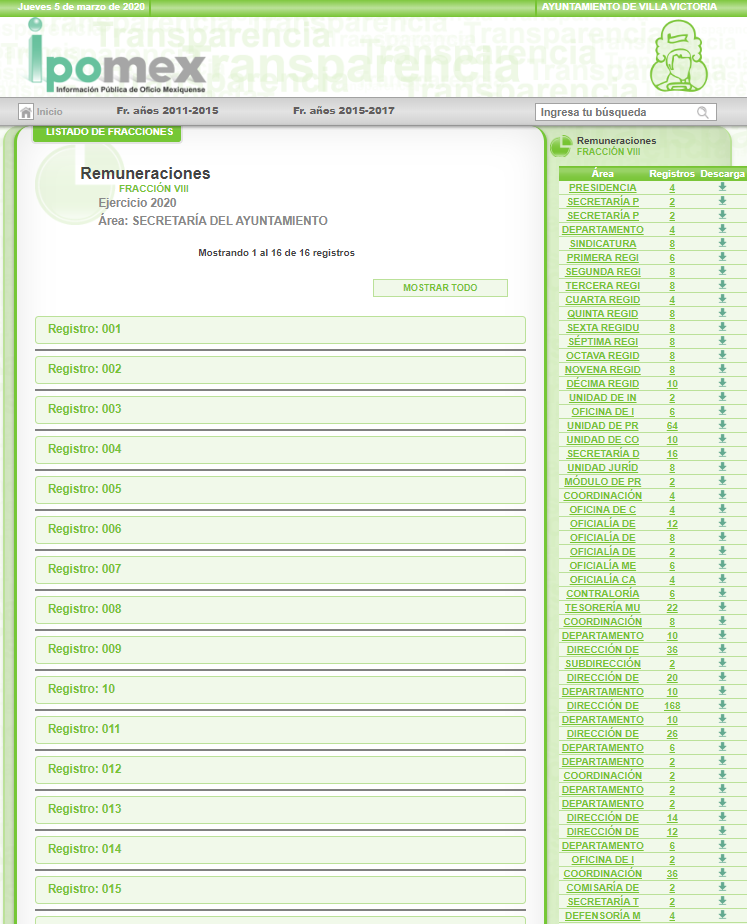 Jueves 5 de marzo de 2020
AYUNTAMIENTO DE VILLA VICTORIA
ipomex
Información Pública de Oficio Mexiquense
Transparencia
Transparencia
Inicio
Fr. años 2011-2015
Fr. años 2015-2017
Ingresa tu búsqueda
LISTADO DE FRACCIONES
Remuneraciones
FRACCIÓN VIII
Ejercicio 2020
Área: SECRETARÍA DEL AYUNTAMIENTO
Mostrando 1 al 16 de 16 registros
MOSTRAR TODO
Registro: 001
Registro: 002
Registro: 003
Registro: 004
Registro: 005
Registro: 006
Registro: 007
Registro: 008
Registro: 009
Registro: 10
Registro: 011
Registro: 012
Registro: 013
Registro: 014
Registro: 015
Remuneraciones
FRACCIÓN VIII
Área Registros Descarga
PRESIDENCIA 4
SECRETARÍA P 2
SECRETARÍA P 2
DEPARTAMENTO 4
SINDICATURA 8
PRIMERA REGI 6
SEGUNDA REGI 8
TERCERA REGI 8
CUARTA REGID 4
QUINTA REGID 8
SEXTA REGIDU 8
SÉPTIMA REGI 8
OCTAVA REGID 8
NOVENA REGID 8
DÉCIMA REGID 10
UNIDAD DE IN 2
OFICINA DE I 6
UNIDAD DE PR 64
UNIDAD DE CO 10
SECRETARÍA D 16
UNIDAD JURÍD 8
MÓDULO DE PR 2
COORDINACIÓN 4
OFICINA DE C 4
OFICIALÍA DE 12
OFICIALÍA DE 8
OFICIALÍA DE 2
OFICIALÍA ME 6
OFICIALÍA CA 4
CONTRALORÍA 6
TESORERÍA MU 22
COORDINACIÓN 8
DEPARTAMENTO 10
DIRECCIÓN DE 36
SUBDIRECCIÓN 2
DIRECCIÓN DE 20
DEPARTAMENTO 10
DIRECCIÓN DE 168
DEPARTAMENTO 10
DIRECCIÓN DE 26
DEPARTAMENTO 6
DEPARTAMENTO 2
COORDINACIÓN 2
DEPARTAMENTO 2
DEPARTAMENTO 2
DIRECCIÓN DE 14
DIRECCIÓN DE 12
DEPARTAMENTO 6
OFICINA DE I 2
COORDINACIÓN 36
COMISARÍA DE 2
SECRETARÍA T 2
DEFENSORÍA M 4